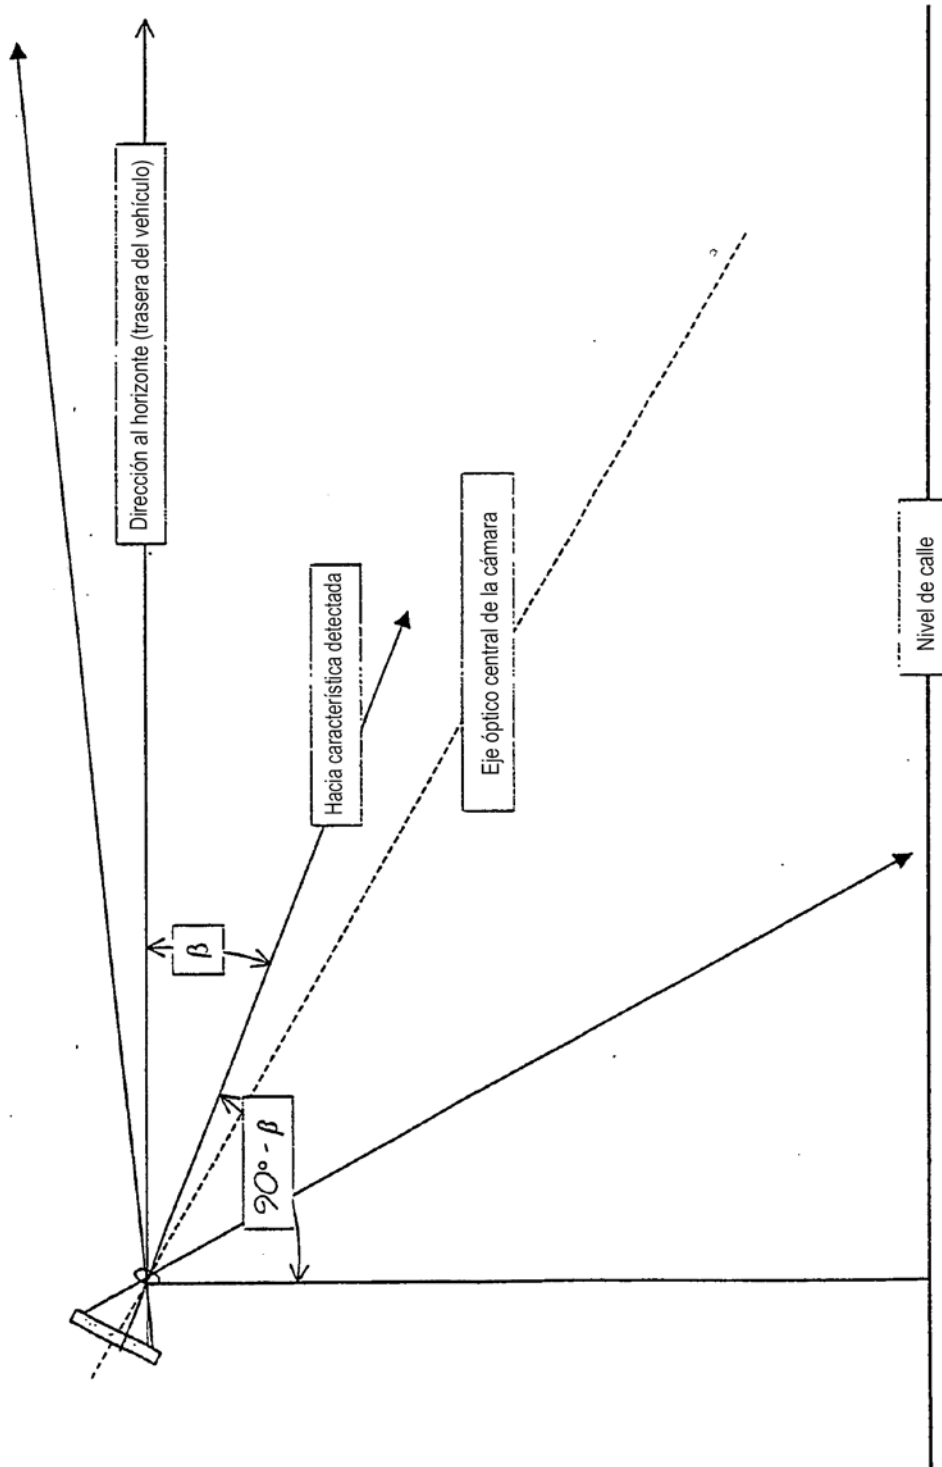 Dirección al horizonte (trasera del vehículo)
β
Hacia característica detectada
90°-β
Eje óptico central de la cámara
Nivel de calle